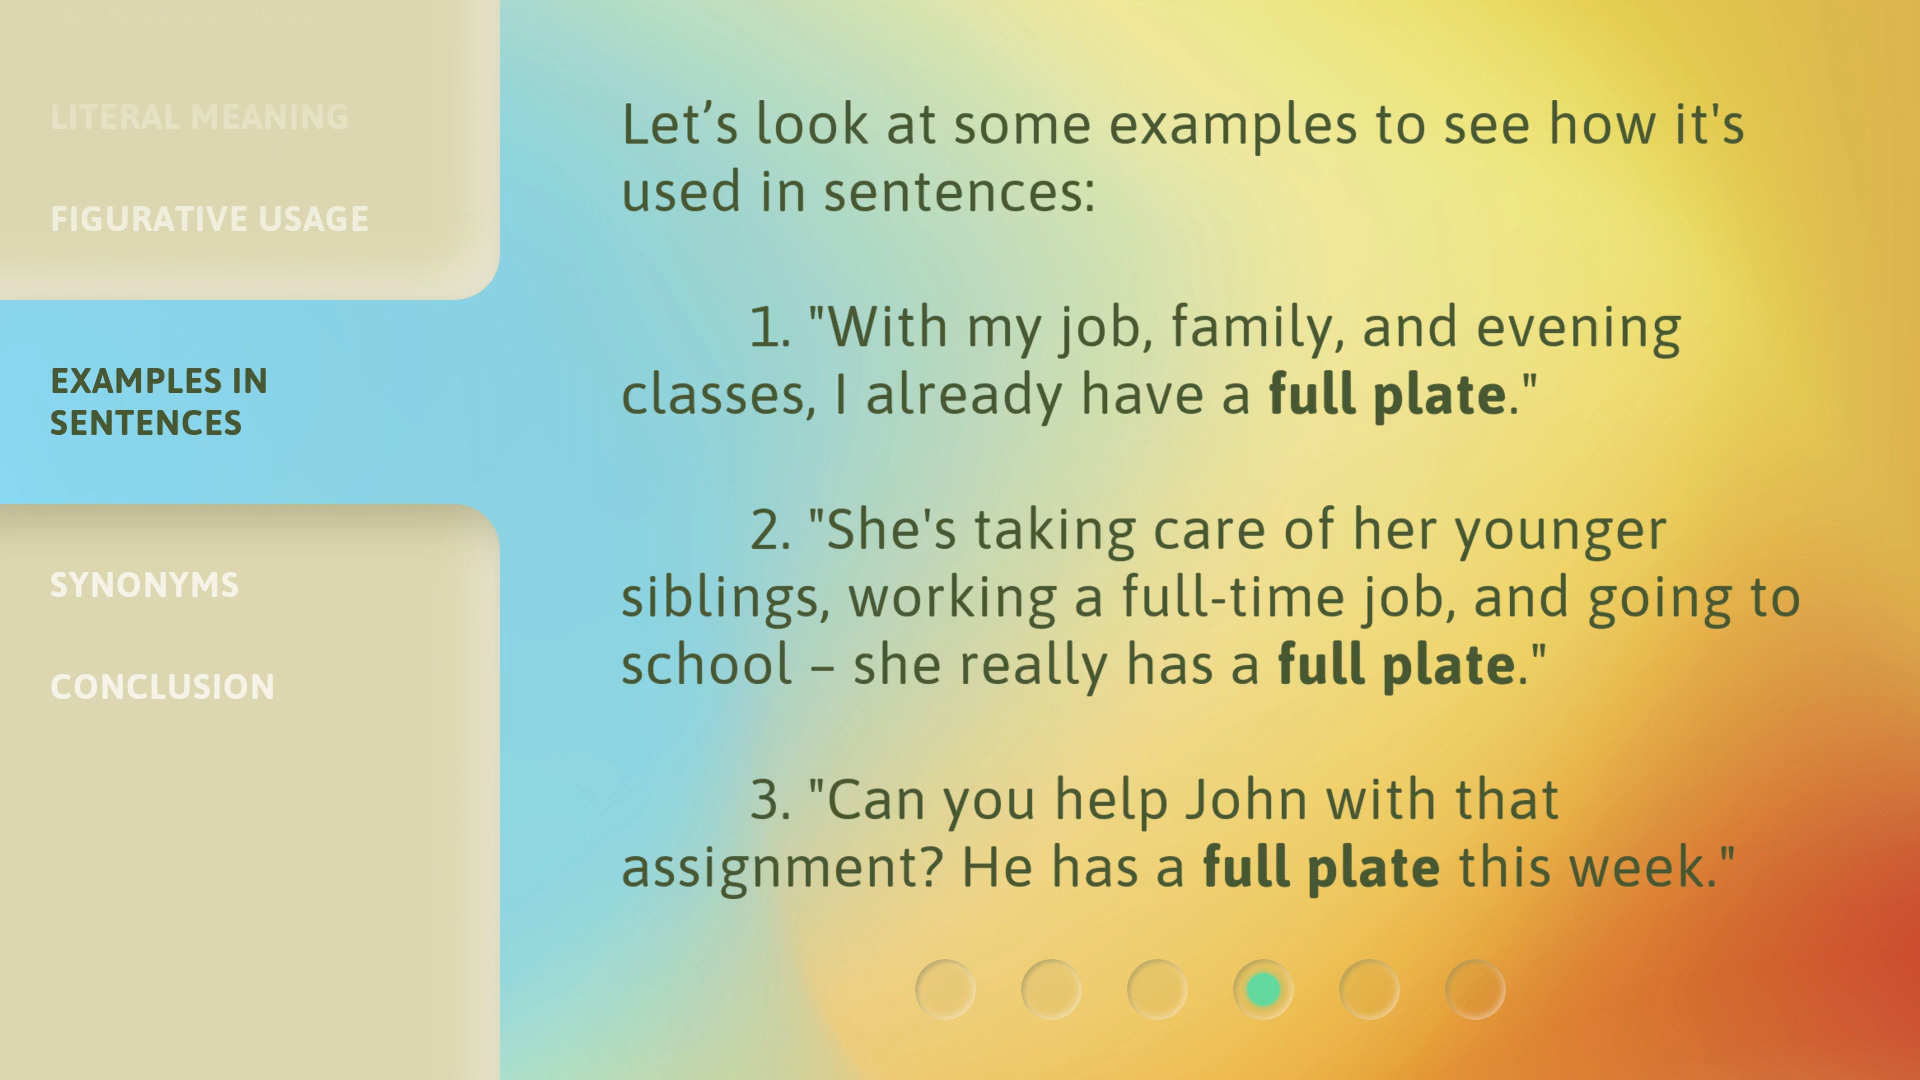 LITERAL MEANING
FIGURATIVE USAGE
EXAMPLES IN
SENTENCES
SYNONYMS
CONCLUSION
Let’s look at some examples to see how it's
used in sentences:
1. "With my job, family, and evening
classes, I already have a full plate."
2. "She's taking care of her younger
siblings, working a full-time job, and going to
school – she really has a full plate."
3. "Can you help John with that
assignment? He has a full plate this week."